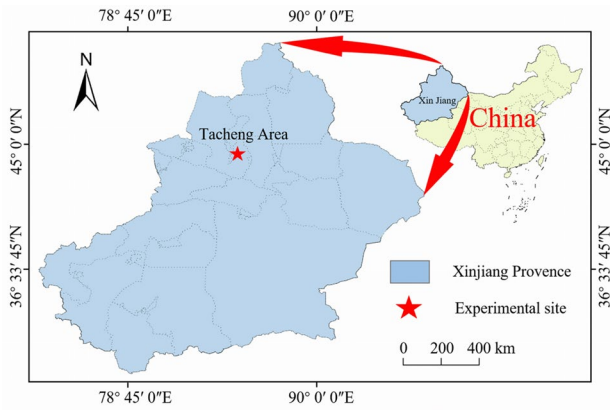 78° 45′ 0″E
90° 0′ 0″E
N
Xin Jiang
China
Tacheng Area
45° 0′ 0″N
45° 0′ 0″N
36° 33′ 45″N
36° 33′ 45″N
Xinjiang Provence
Experimental site
0 200 400 km
78° 45′ 0″E
90° 0′ 0″E